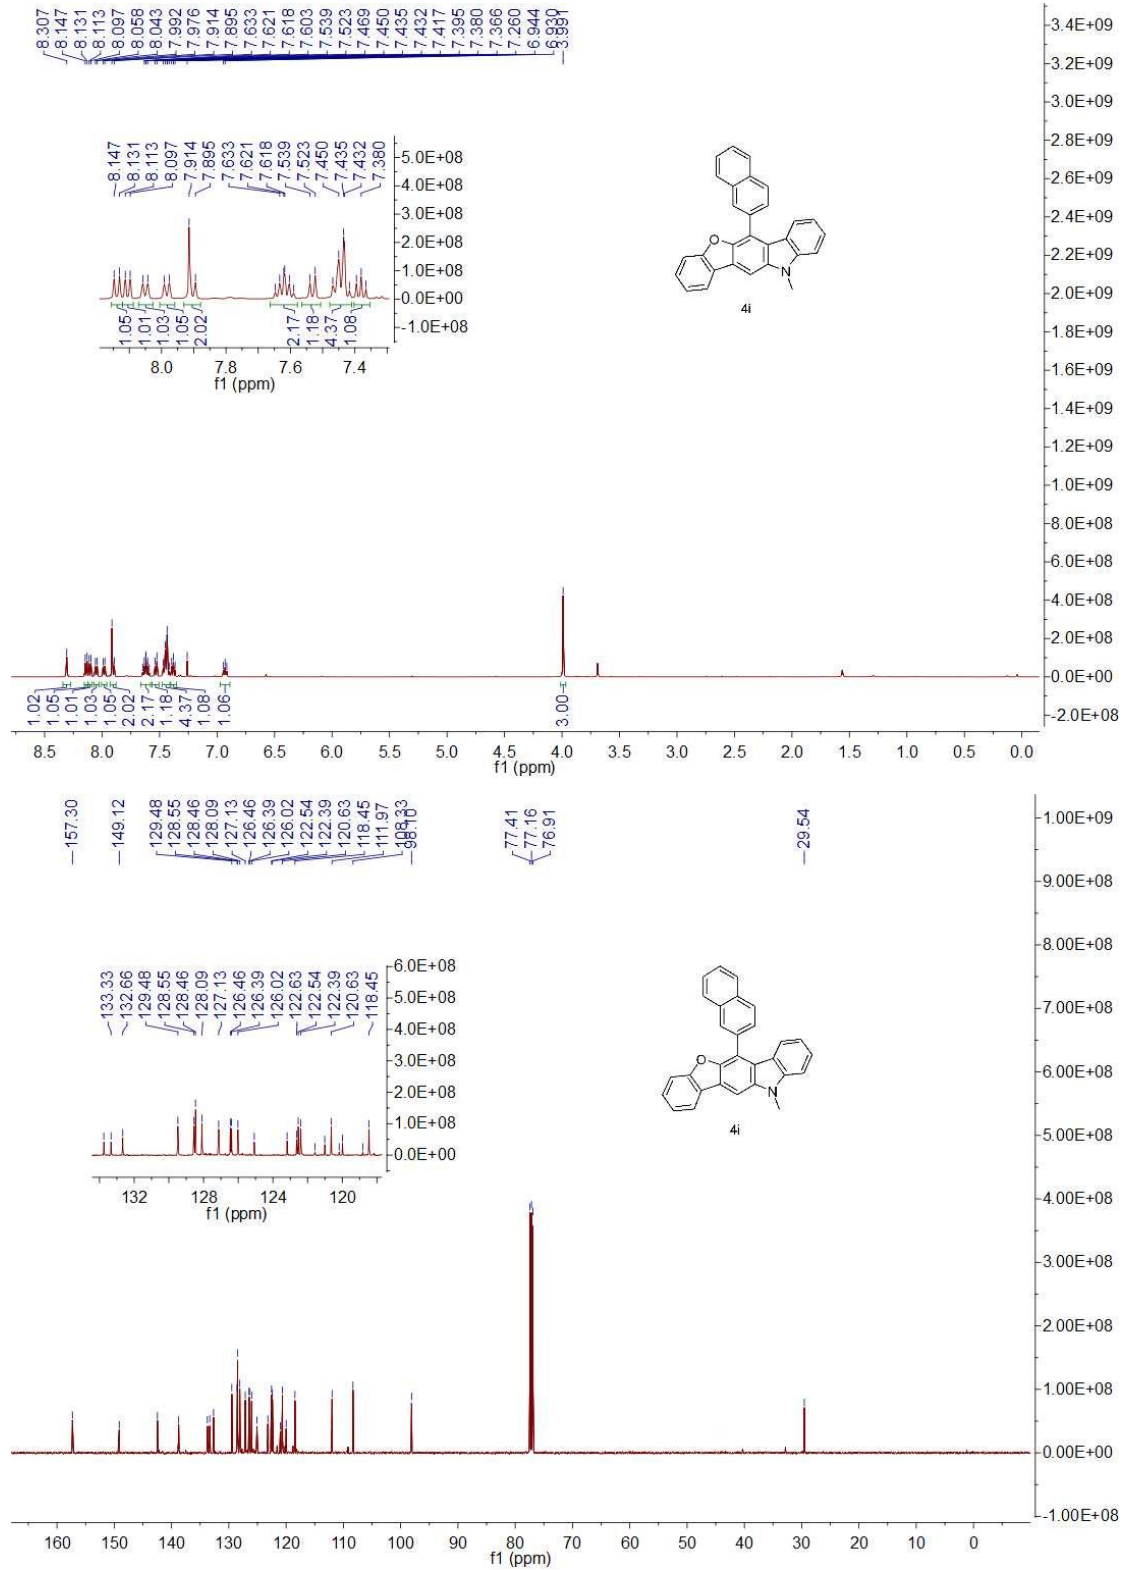 8.307
8.147
8.131
8.113
8.097
8.058
8.043
7.992
7.976
7.914
7.895
7.633
7.621
7.618
7.603
7.539
7.523
7.469
7.450
7.435
7.432
7.417
7.395
7.380
7.366
7.260
6.944
6.930
3.991
3.4E+09
3.2E+09
3.0E+09
2.8E+09
2.6E+09
2.4E+09
2.2E+09
2.0E+09
1.8E+09
1.6E+09
1.4E+09
1.2E+09
1.0E+09
8.0E+08
6.0E+08
4.0E+08
2.0E+08
0.0E+00
-2.0E+08
8.147
8.131
8.113
8.097
7.914
7.895
7.633
7.621
7.618
7.539
7.523
7.450
7.435
7.432
7.380
5.0E+08
4.0E+08
3.0E+08
2.0E+08
1.0E+08
0.0E+00
-1.0E+08
1.05
1.01
1.03
1.05
2.02
2.17
1.18
4.37
1.08
8.0 7.8 7.6 7.4
f1 (ppm)
O
N
4i
1.02
1.05
1.01
1.03
1.05
2.02
2.17
1.18
4.37
1.08
1.06
3.00
8.5 8.0 7.5 7.0 6.5 6.0 5.5 5.0 4.5 4.0 3.5 3.0 2.5 2.0 1.5 1.0 0.5 0.0
f1 (ppm)
157.30
149.12
129.48
128.55
128.46
128.09
127.13
126.46
126.39
126.02
122.54
122.39
120.63
118.45
111.97
108.33
98.10
77.41
77.16
76.91
29.54
1.00E+09
9.00E+08
8.00E+08
7.00E+08
6.00E+08
5.00E+08
4.00E+08
3.00E+08
2.00E+08
1.00E+08
0.00E+00
-1.00E+08
133.33
132.66
129.48
128.55
128.46
128.09
127.13
126.46
126.39
126.02
122.63
122.54
122.39
120.63
118.45
6.0E+08
5.0E+08
4.0E+08
3.0E+08
2.0E+08
1.0E+08
0.0E+00
132 128 124 120
f1 (ppm)
O
N
4i
160 150 140 130 120 110 100 90 80 70 60 50 40 30 20 10 0
f1 (ppm)